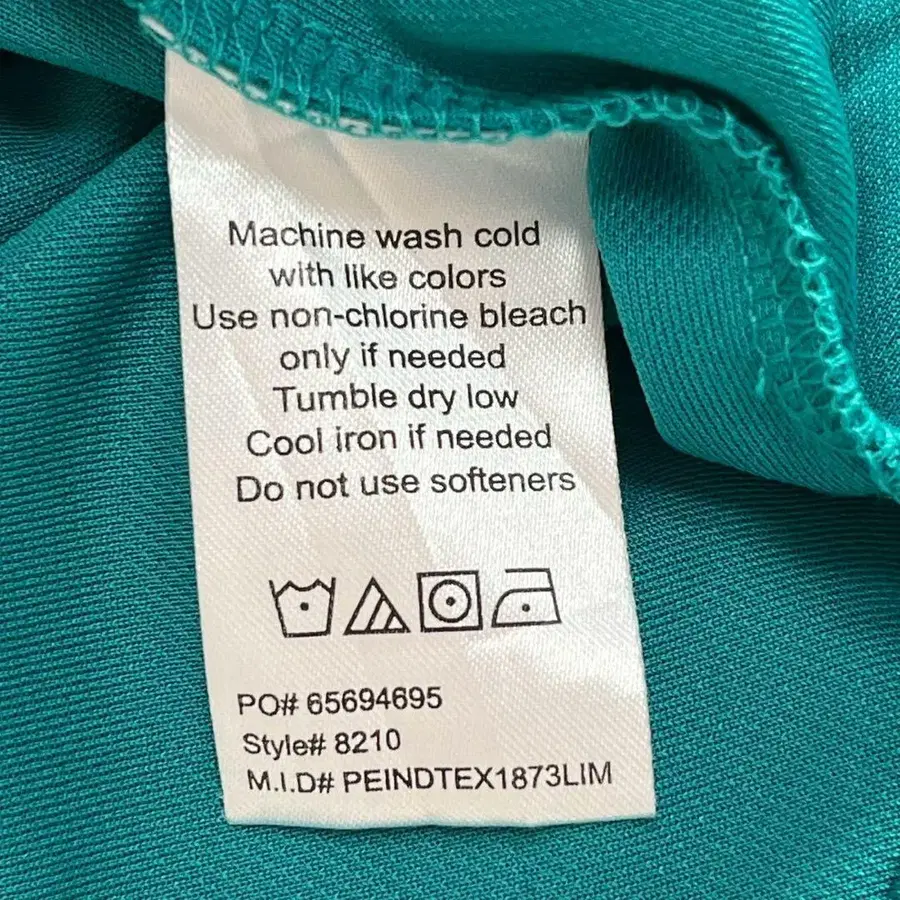 Machine wash cold
with like colors
Use non-chlorine bleach
only if needed
Tumble dry low
Cool iron if needed
Do not use softeners
PO# 65694695
Style# 8210
M.I.D# PEINDTEX1873LIM